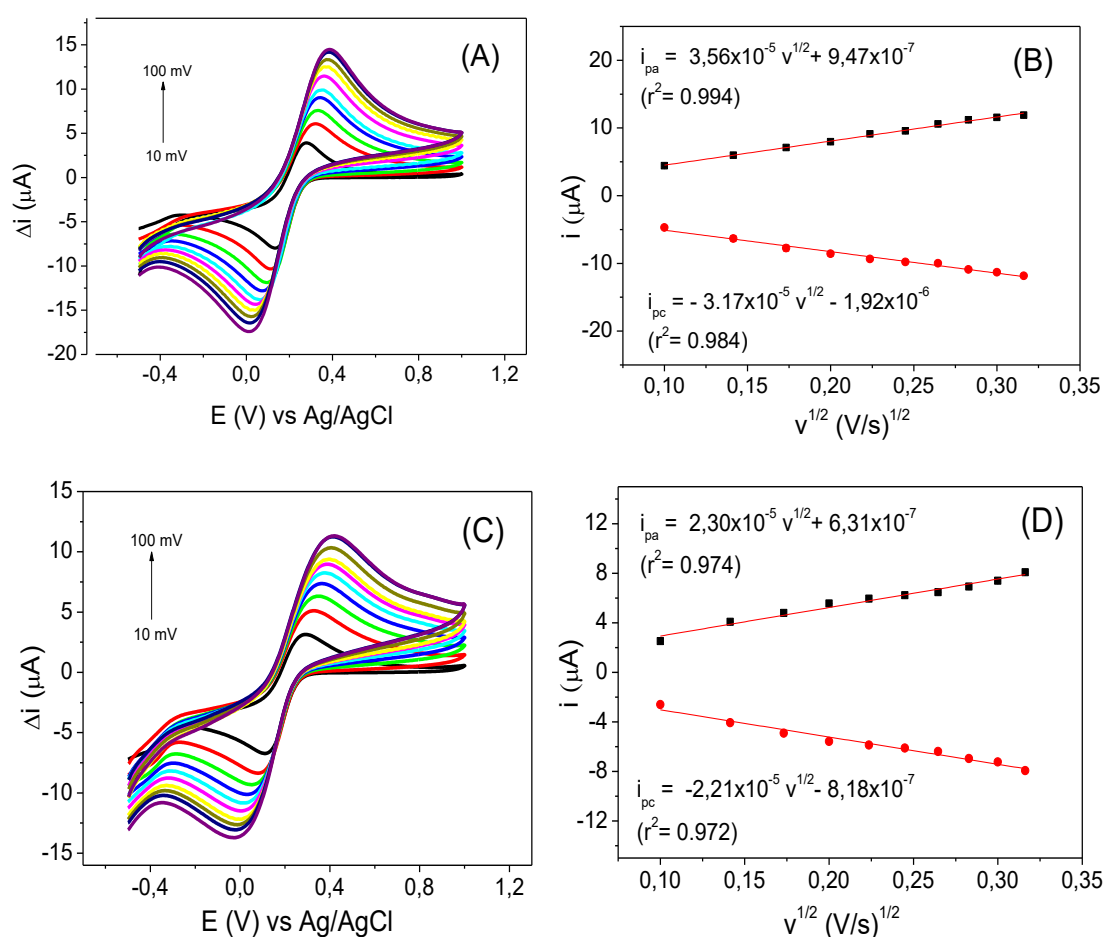 (A)
100 mV
10 mV
15
10
5
0
-5
-10
-15
-20
Δi (μA)
-0,4 0,0 0,4 0,8 1,2
E (V) vs Ag/AgCl
(B)
i_pa = 3,56x10^-5 v^1/2 + 9,47x10^-7
(r^2= 0.994)
20
10
0
-10
-20
i (μA)
i_pc = - 3.17x10^-5 v^1/2 - 1,92x10^-6
(r^2= 0.984)
0,10 0,15 0,20 0,25 0,30 0,35
v^1/2 (V/s)^1/2
(C)
100 mV
10 mV
15
10
5
0
-5
-10
-15
Δi (μA)
-0,4 0,0 0,4 0,8 1,2
E (V) vs Ag/AgCl
(D)
i_pa = 2,30x10^-5 v^1/2 + 6,31x10^-7
(r^2= 0.974)
12
8
4
0
-4
-8
-12
i (μA)
i_pc = -2,21x10^-5 v^1/2 - 8,18x10^-7
(r^2= 0.972)
0,10 0,15 0,20 0,25 0,30 0,35
v^1/2 (V/s)^1/2